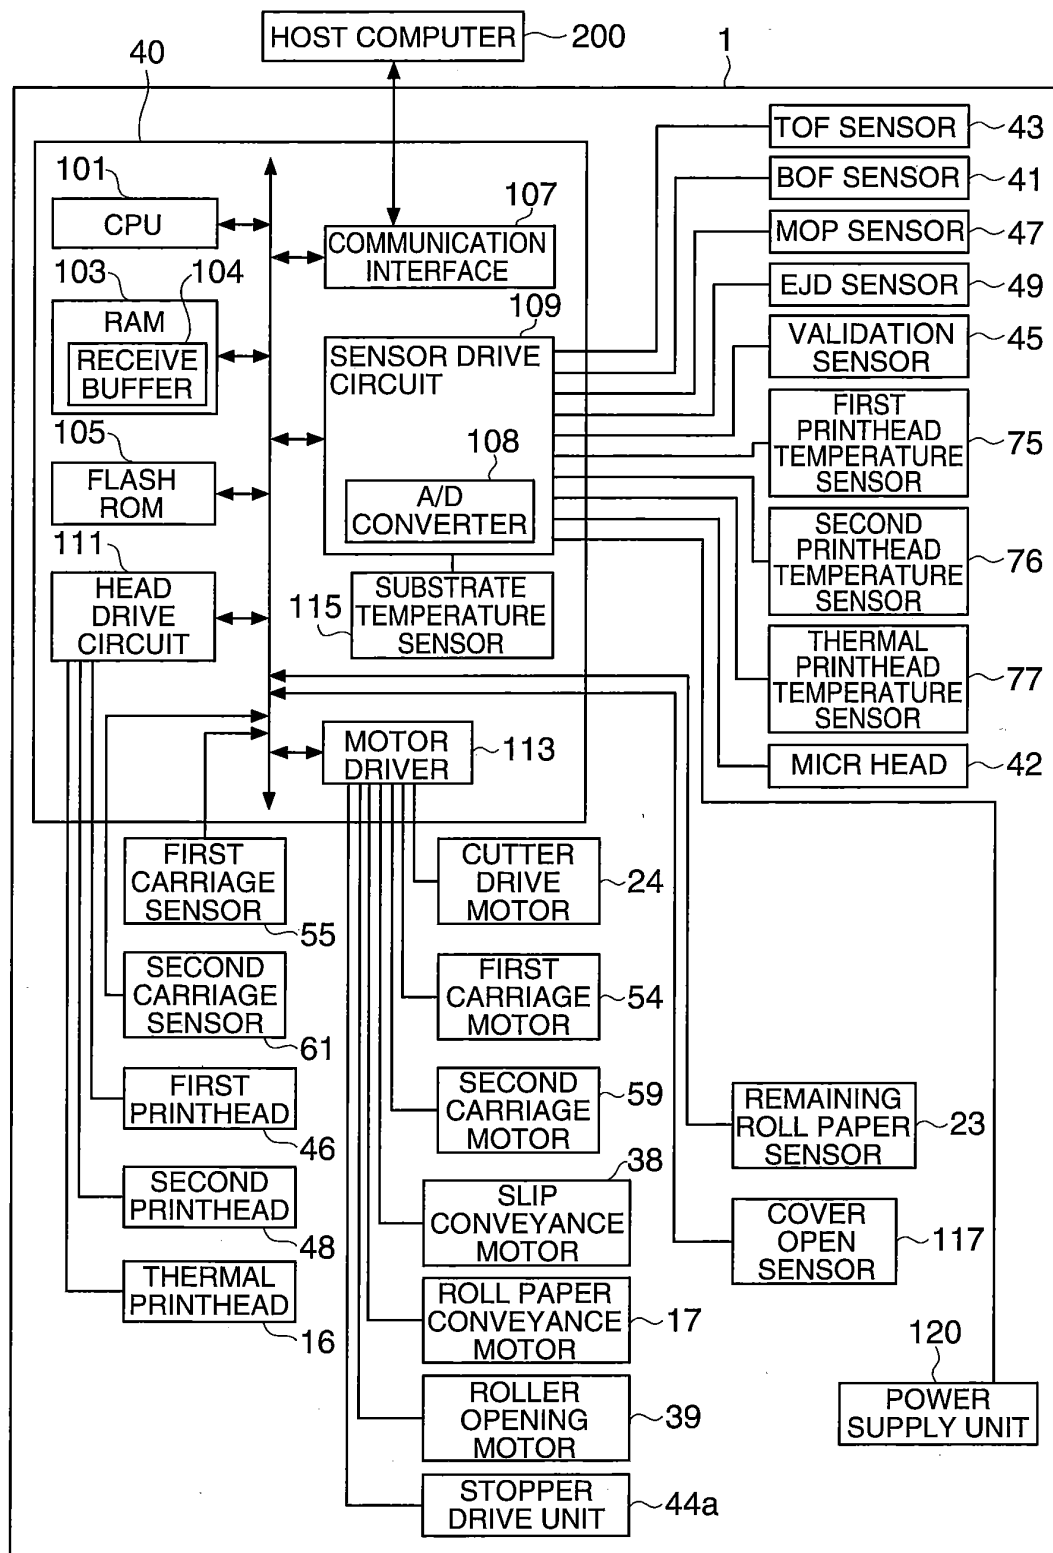 HOST COMPUTER
200
1
40
101
CPU
103
104
RAM
RECEIVE
BUFFER
105
FLASH
ROM
111
HEAD
DRIVE
CIRCUIT
107
COMMUNICATION
INTERFACE
109
SENSOR DRIVE
CIRCUIT
108
A/D
CONVERTER
115
SUBSTRATE
TEMPERATURE
SENSOR
MOTOR
DRIVER
113
TOF SENSOR
43
BOF SENSOR
41
MOP SENSOR
47
EJD SENSOR
49
VALIDATION
SENSOR
45
FIRST
PRINTHEAD
TEMPERATURE
SENSOR
75
SECOND
PRINTHEAD
TEMPERATURE
SENSOR
76
THERMAL
PRINTHEAD
TEMPERATURE
SENSOR
77
MICR HEAD
42
FIRST
CARRIAGE
SENSOR
55
SECOND
CARRIAGE
SENSOR
61
FIRST
PRINTHEAD
46
SECOND
PRINTHEAD
48
THERMAL
PRINTHEAD
16
CUTTER
DRIVE
MOTOR
24
FIRST
CARRIAGE
MOTOR
54
SECOND
CARRIAGE
MOTOR
59
38
SLIP
CONVEYANCE
MOTOR
ROLL PAPER
CONVEYANCE
MOTOR
17
ROLLER
OPENING
MOTOR
39
STOPPER
DRIVE UNIT
44a
REMAINING
ROLL PAPER
SENSOR
23
COVER
OPEN
SENSOR
117
120
POWER
SUPPLY UNIT